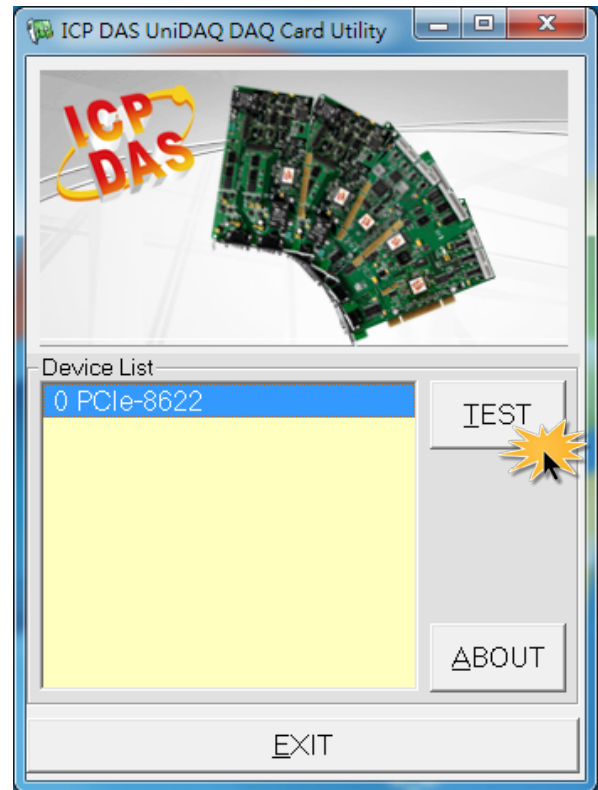 ICP DAS UniDAQ DAQ Card Utility
ICP
DAS
Device List
0 PCIe-8622
TEST
ABOUT
EXIT